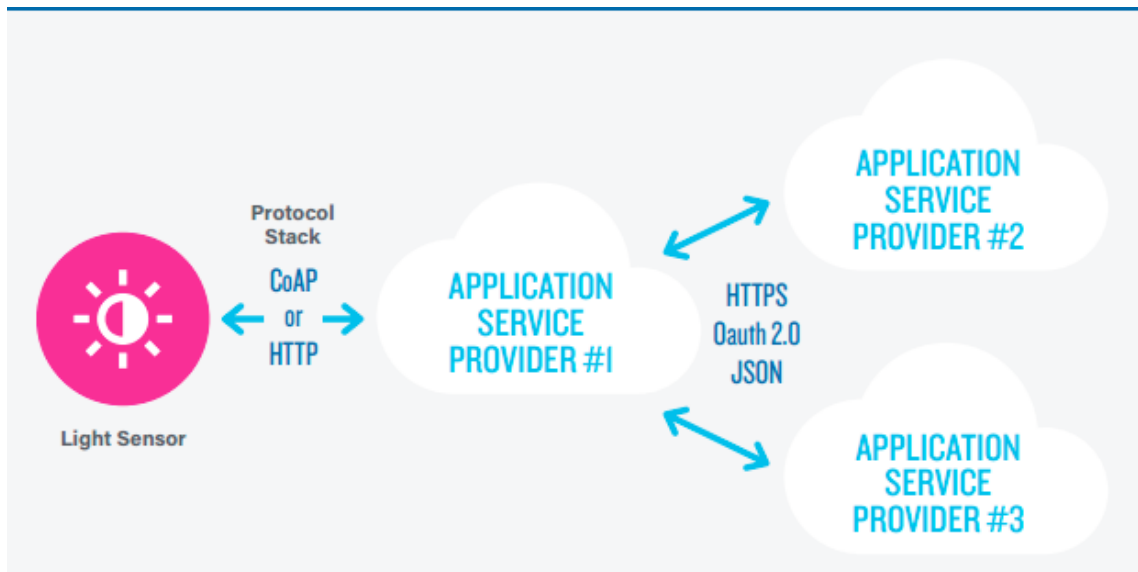 Protocol
Stack
CoAP
or
HTTP
Light Sensor
APPLICATION
SERVICE
PROVIDER #1
HTTPS
Oauth 2.0
JSON
APPLICATION
SERVICE
PROVIDER #2
APPLICATION
SERVICE
PROVIDER #3